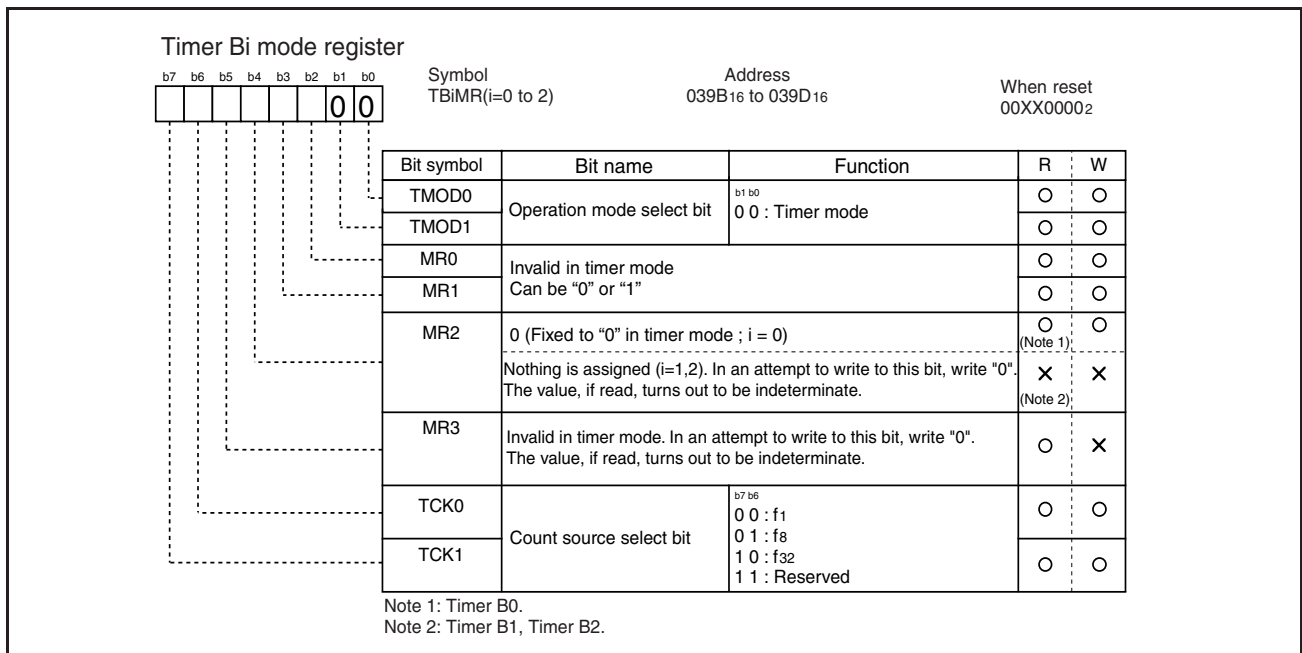 Timer Bi mode register
b7 b6 b5 b4 b3 b2 b1 b0
0 0
Symbol
TBiMR(i=0 to 2)
Address
039B16 to 039D16
When reset
00XX00002
Bit symbol Bit name Function R W
TMOD0
TMOD1
Operation mode select bit
b1 b0
0 0 : Timer mode
O O
O O
MR0
MR1
Invalid in timer mode
Can be “0” or “1”
O O
O O
MR2
0 (Fixed to “0” in timer mode ; i = 0)
O O
(Note 1)
Nothing is assigned (i=1,2). In an attempt to write to this bit, write "0".
The value, if read, turns out to be indeterminate.
X X
(Note 2)
MR3
Invalid in timer mode. In an attempt to write to this bit, write "0".
The value, if read, turns out to be indeterminate.
O X
TCK0
TCK1
Count source select bit
b7 b6
0 0 : f1
0 1 : f8
1 0 : f32
1 1 : Reserved
O O
O O
Note 1: Timer B0.
Note 2: Timer B1, Timer B2.